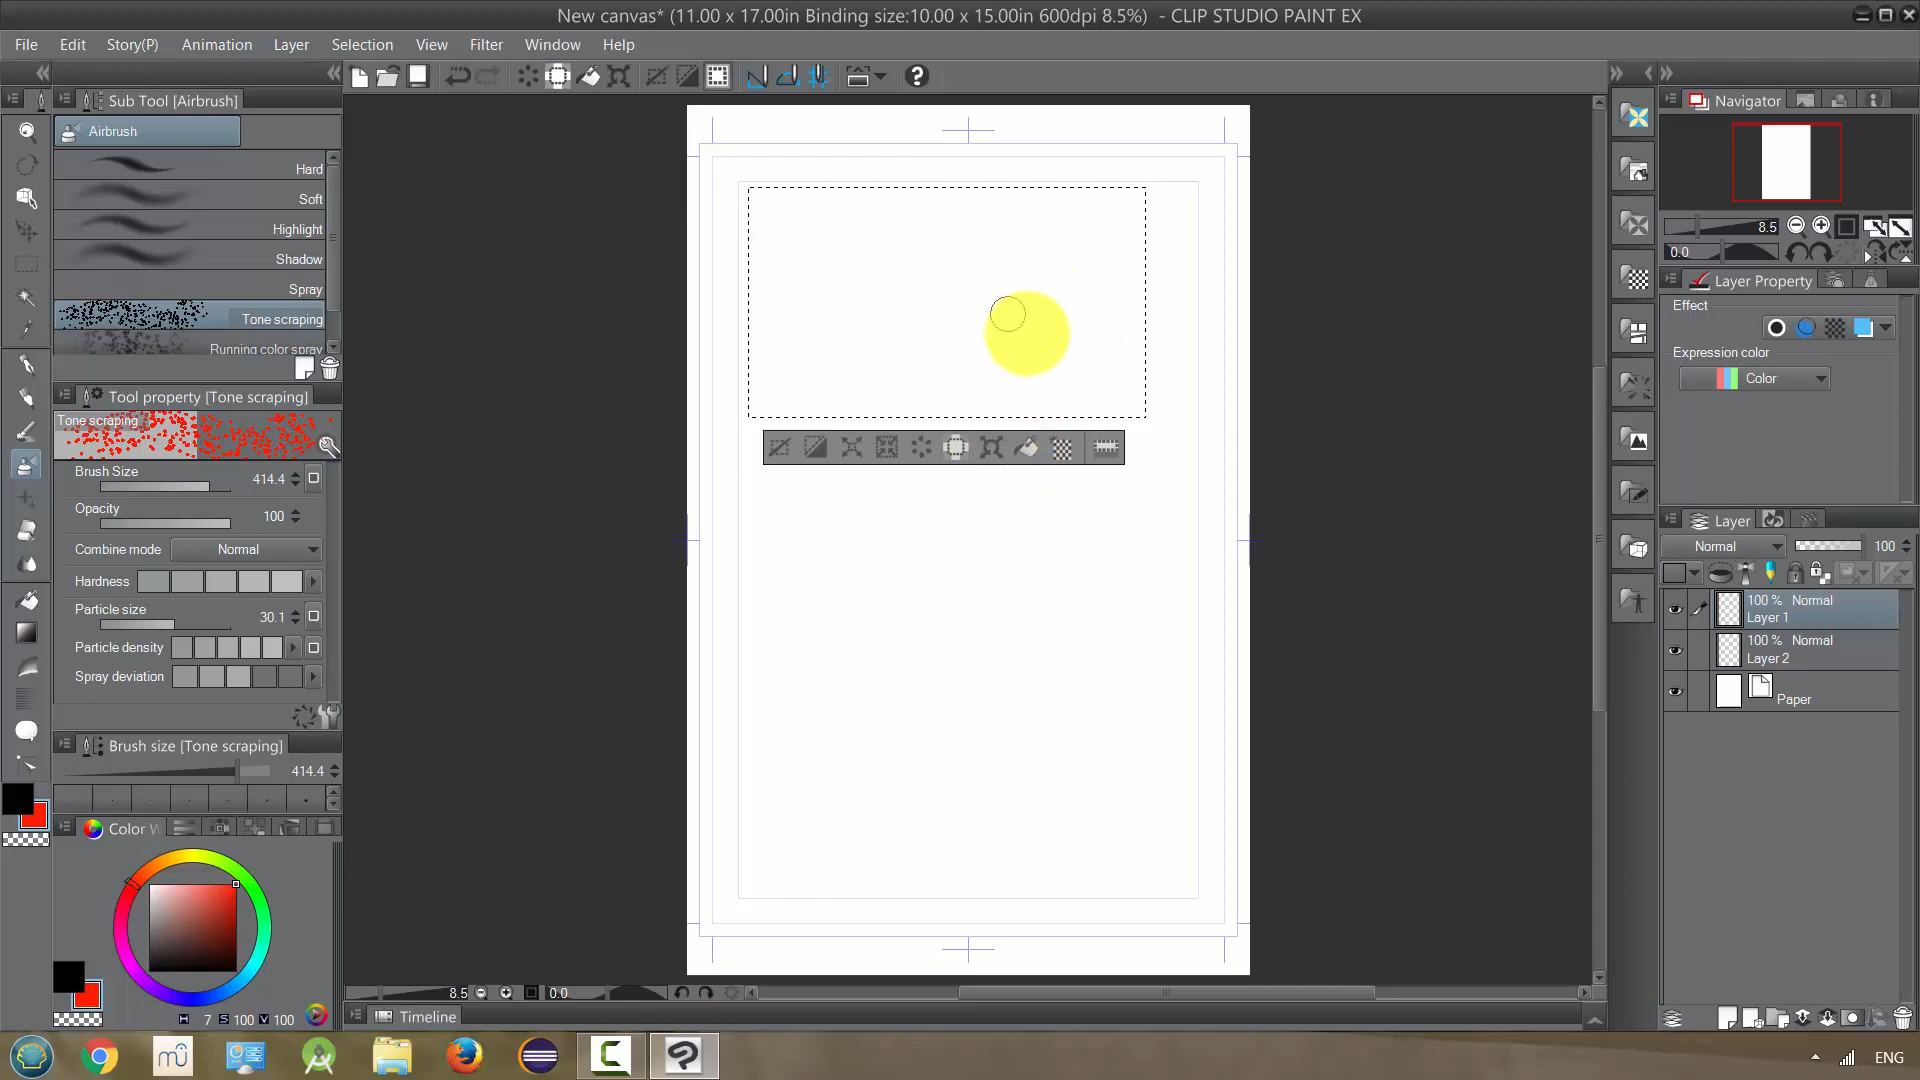 New canvas* (11.00 x 17.00in Binding size:10.00 x 15.00in 600dpi 8.5%) - CLIP STUDIO PAINT EX
File Edit Story(P) Animation Layer Selection View Filter Window Help
Sub Tool [Airbrush]
Airbrush
Hard
Soft
Highlight
Shadow
Spray
Tone scraping
Running color spray
Tool property [Tone scraping]
Tone scraping
Brush Size 414.4
Opacity 100
Combine mode Normal
Hardness
Particle size 30.1
Particle density
Spray deviation
Brush size [Tone scraping]
414.4
Color W
H 7 S 100 V 100
8.5 0.0
Timeline
Navigator
8.5
0.0
Layer Property
Effect
Expression color
Color
Layer
Normal 100
100 % Normal
Layer 1
100 % Normal
Layer 2
Paper
ENG